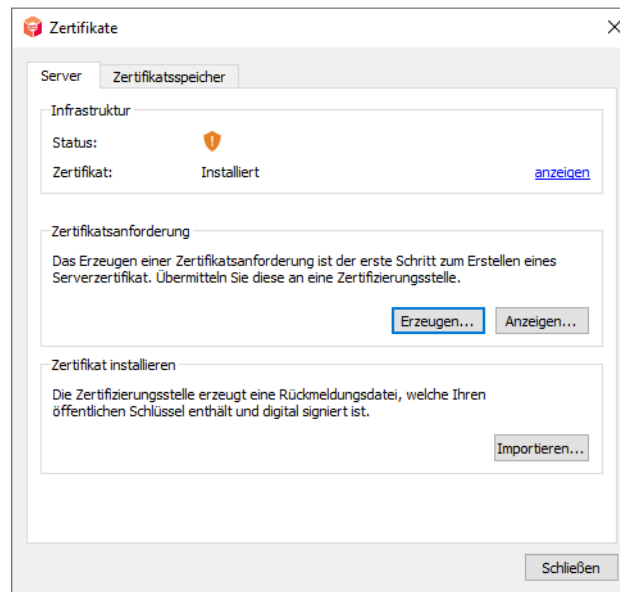 Zertifikate
Server
Zertifikatsspeicher
Infrastruktur
Status:
Zertifikat: Installiert anzeigen
Zertifikatsanforderung
Das Erzeugen einer Zertifikatsanforderung ist der erste Schritt zum Erstellen eines
Serverzertifikat. Übermitteln Sie diese an eine Zertifizierungsstelle.
Erzeugen... Anzeigen...
Zertifikat installieren
Die Zertifizierungsstelle erzeugt eine Rückmeldungsdatei, welche Ihren
öffentlichen Schlüssel enthält und digital signiert ist.
Importieren...
Schließen